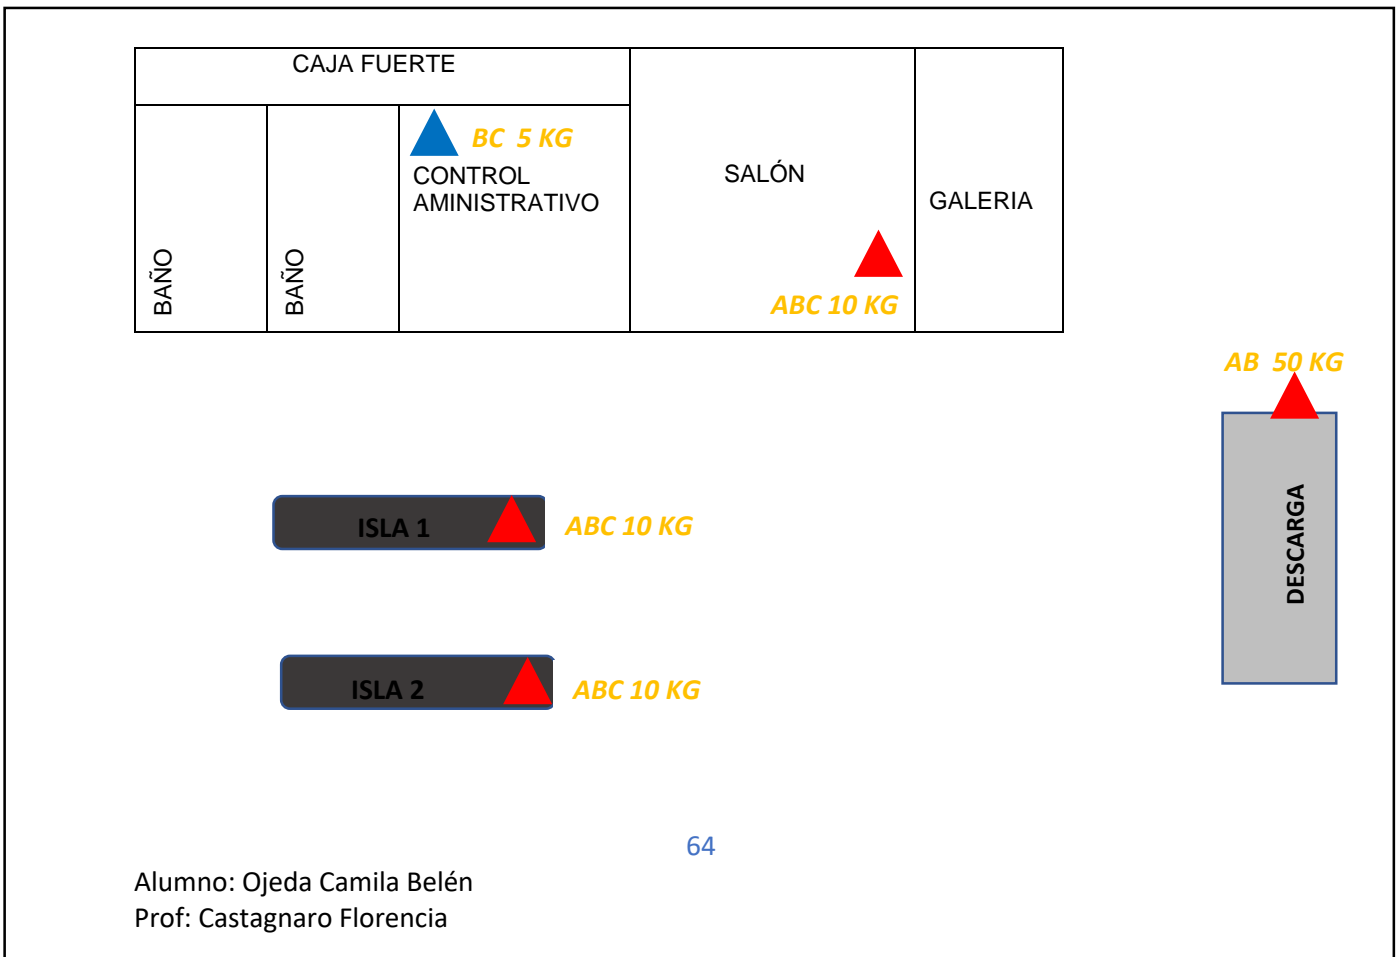 CAJA FUERTE
BC 5 KG
CONTROL
AMINISTRATIVO
SALÓN
GALERIA
BAÑO
BAÑO
ABC 10 KG
AB 50 KG
DESCARGA
ISLA 1
ABC 10 KG
ISLA 2
ABC 10 KG
64
Alumno: Ojeda Camila Belén
Prof: Castagnaro Florencia